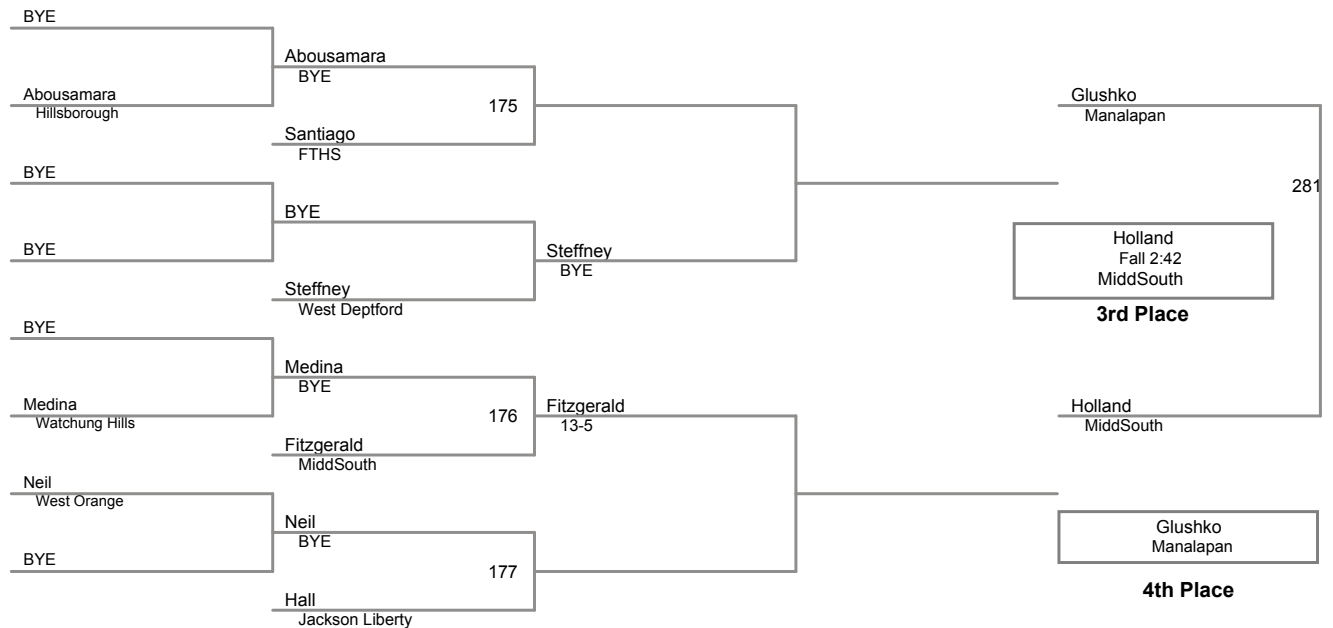 BYE
Abousamara
BYE
Abousamara
Hillsborough
175
Santiago
FTHS
BYE
BYE
BYE
Steffney
BYE
Steffney
West Deptford
BYE
Medina
BYE
Medina
Watchung Hills
176
Fitzgerald
13-5
Fitzgerald
MiddSouth
Neil
West Orange
Neil
BYE
BYE
177
Hall
Jackson Liberty
Glushko
Manalapan
281
Holland
Fall 2:42
MiddSouth
3rd Place
Holland
MiddSouth
Glushko
Manalapan
4th Place